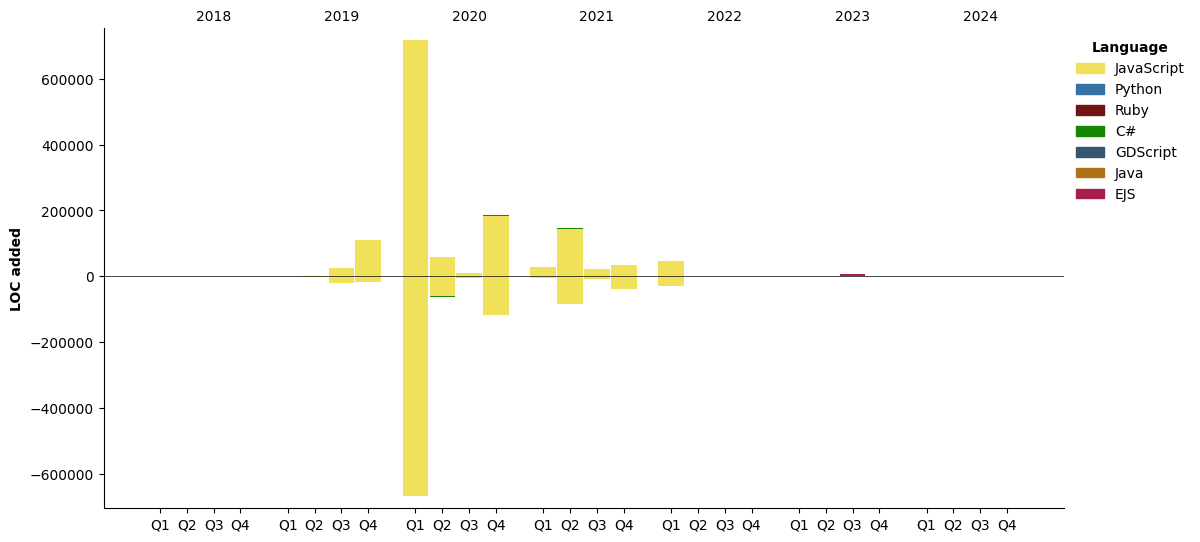 2018 2019 2020 2021 2022 2023 2024
Language
JavaScript
Python
Ruby
C#
GDScript
Java
EJS
LOC added
600000
400000
200000
0
−200000
−400000
−600000
Q1 Q2 Q3 Q4 Q1 Q2 Q3 Q4 Q1 Q2 Q3 Q4 Q1 Q2 Q3 Q4 Q1 Q2 Q3 Q4 Q1 Q2 Q3 Q4 Q1 Q2 Q3 Q4